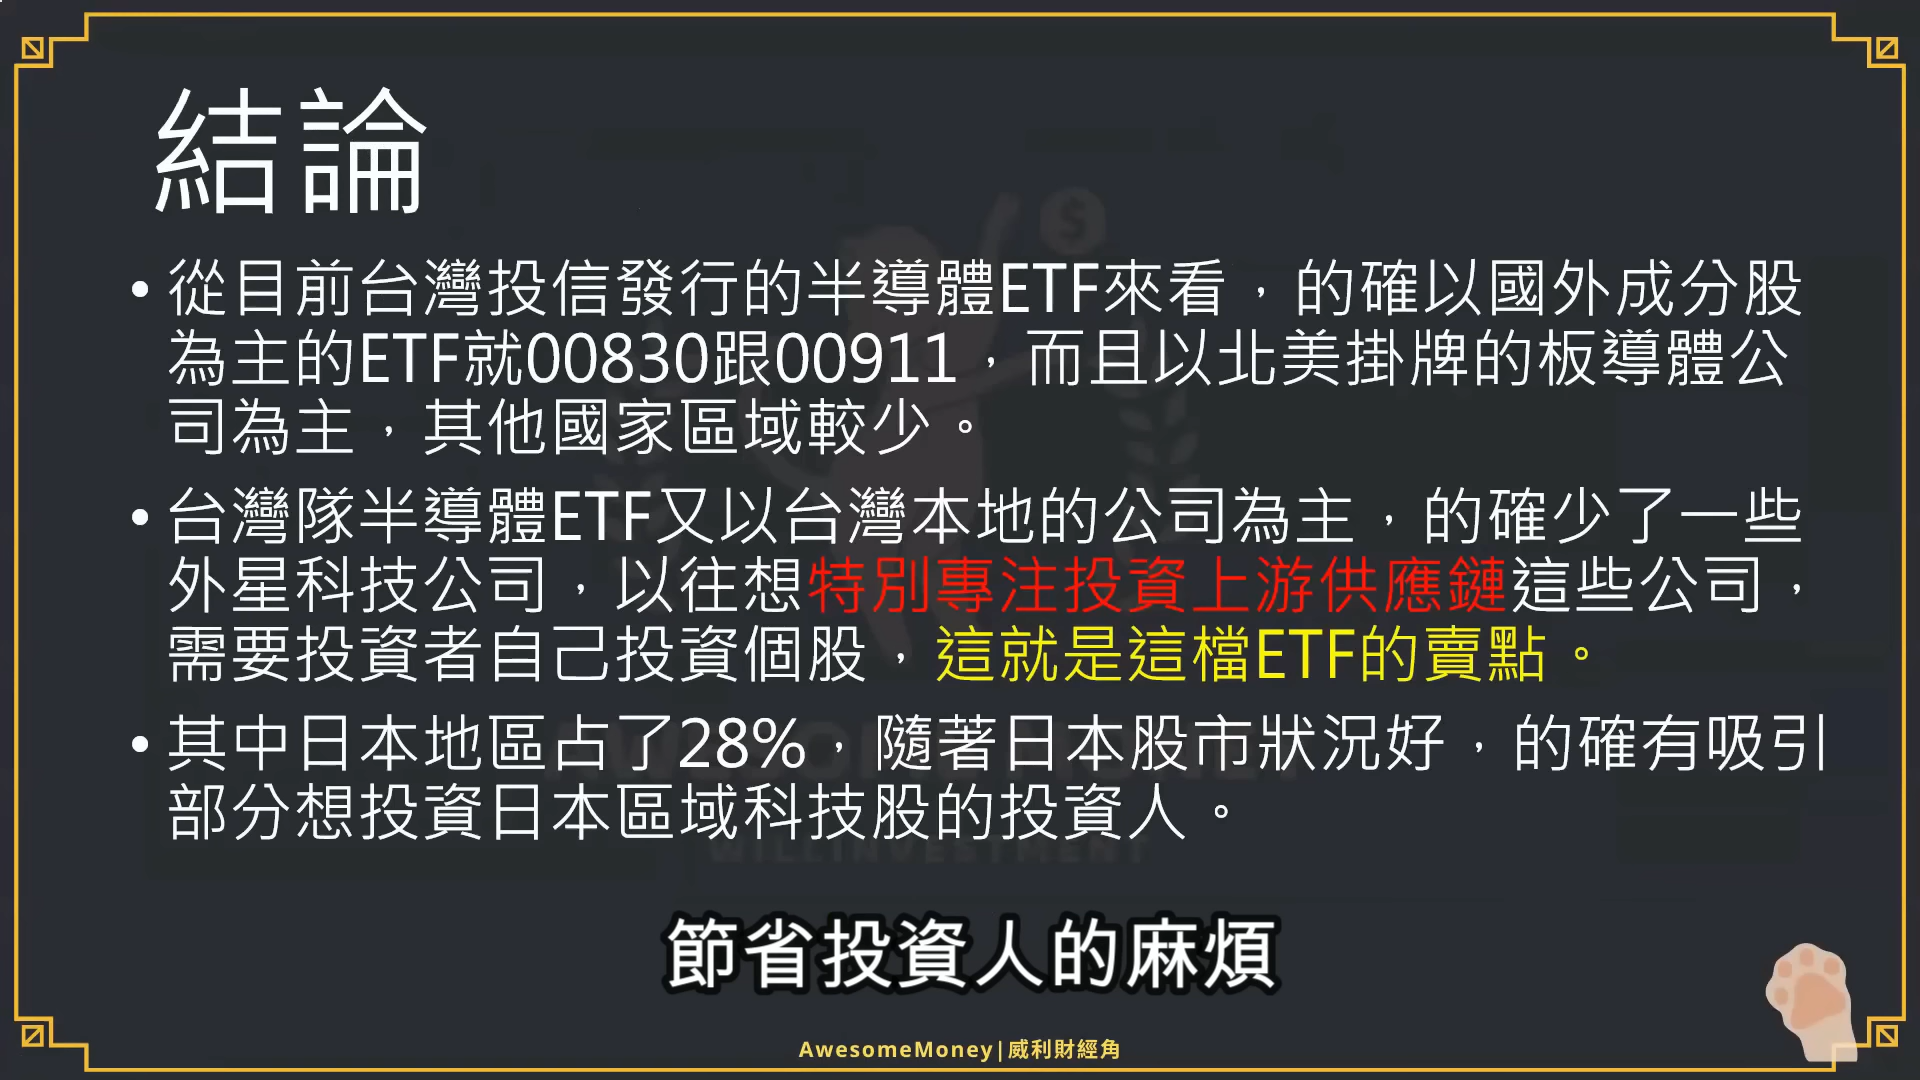 結論
• 從目前台灣投信發行的半導體ETF來看，的確以國外成分股
為主的ETF就00830跟00911，而且以北美掛牌的板導體公
司為主，其他國家區域較少。
• 台灣隊半導體ETF又以台灣本地的公司為主，的確少了一些
外星科技公司，以往想特別專注投資上游供應鏈這些公司，
需要投資者自己投資個股，這就是這檔ETF的賣點。
• 其中日本地區占了28%，隨著日本股市狀況好，的確有吸引
部分想投資日本區域科技股的投資人。
AWESOME MONEY
WILLINVESTMENT
節省投資人的麻煩
AwesomeMoney|威利財經角